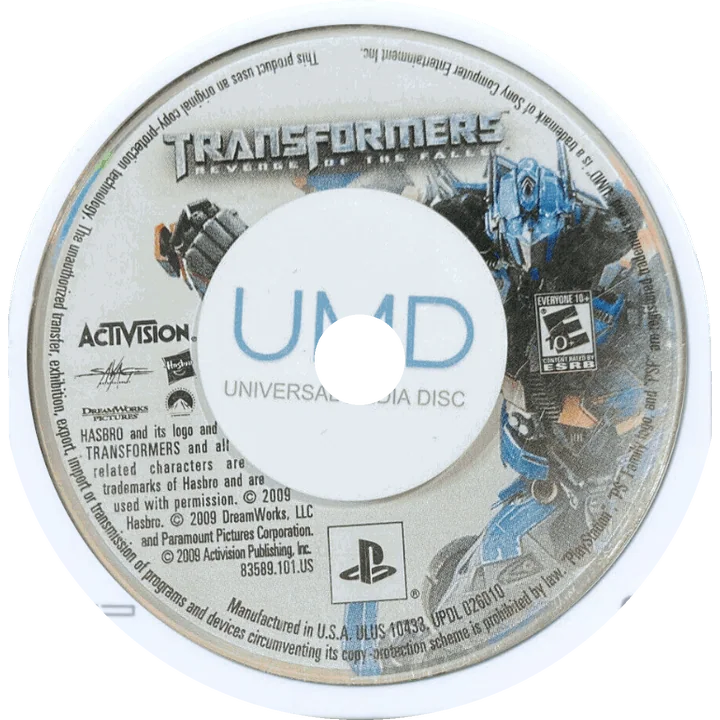 TRANSFORMERS
REVENGE OF THE FALLE
UMD
UNIVERSAL DIA DISC
ACTIVISION
SAVAGE
Hasbro
DREAMWORKS
PICTURES
Paramount
EVERYONE 10+
E
10+
CONTENT RATED BY
ESRB
HASBRO and its logo and
TRANSFORMERS and all
related characters are
trademarks of Hasbro and are
used with permission. © 2009
Hasbro. © 2009 DreamWorks, LLC
and Paramount Pictures Corporation.
© 2009 Activision Publishing, Inc.
83589.101.US
®
Manufactured in U.S.A. ULUS 10438, UPDL 026010
This product uses an original copy-protection technology. The unauthorized transfer, exhibition, export, import or transmission of programs and devices circumventing its copy-protection scheme is prohibited by law. "PlayStation", "PS" Family logo and "PSP" are registered trademarks "UMD" is a trademark of Sony Computer Entertainment Inc.